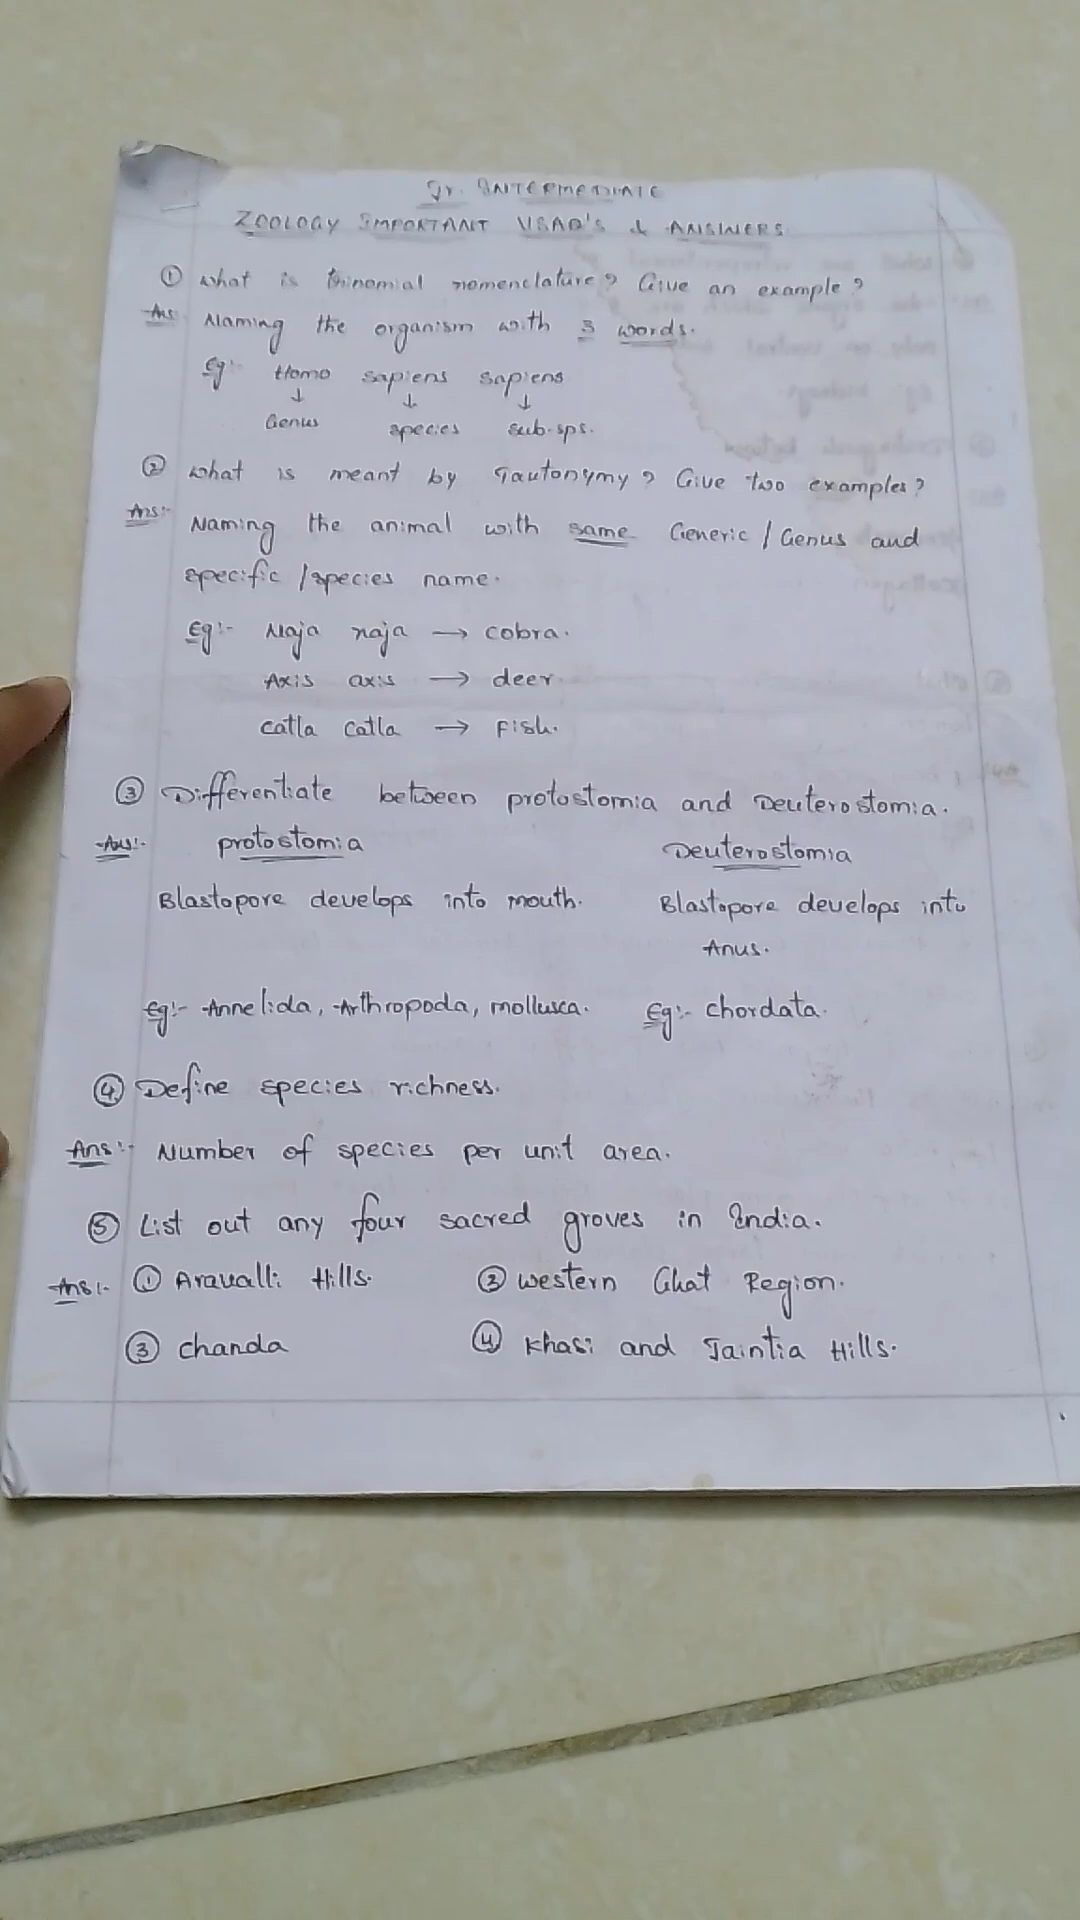 Jr. INTERMEDIATE
ZOOLOGY IMPORTANT VSAQ'S & ANSWERS
① What is trinomial nomenclature? Give an example?
Ans Naming the organism with 3 words.
Eg:- Homo sapiens sapiens
↓ ↓ ↓
Genus species sub.sps.
② What is meant by Tautonymy? Give two examples?
Ans:- Naming the animal with same Generic / Genus and
specific / species name.
Eg:- Naja naja → cobra.
Axis axis → deer.
Catla catla → Fish.
③ Differentiate between protostomia and Deuterostomia.
Ans:- protostomia Deuterostomia
Blastopore develops into mouth. Blastopore develops into
Anus.
Eg:- Annelida, Arthropoda, mollusca. Eg:- chordata.
④ Define species richness.
Ans:- Number of species per unit area.
⑤ List out any four sacred groves in India.
Ans:- ① Aravalli Hills. ② Western Ghat Region.
③ chanda ④ Khasi and Jaintia Hills.